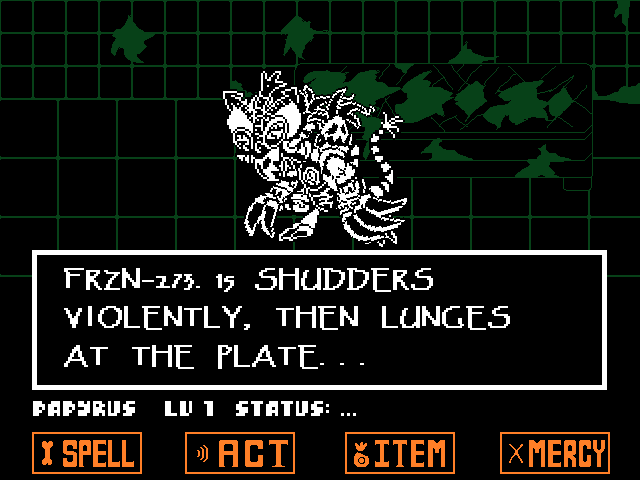 FRZN-273.15 SHUDDERS
VIOLENTLY, THEN LUNGES
AT THE PLATE...
PAPYRUS LV 1 STATUS: ...
SPELL ACT ITEM MERCY